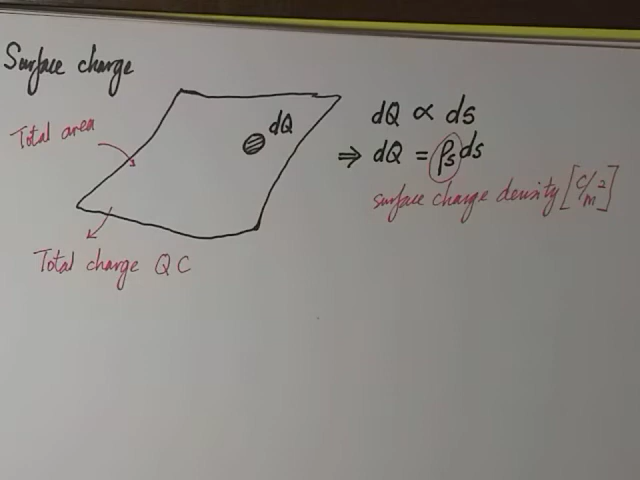 Surface charge
Total area
dQ
Total charge Q C
dQ ∝ ds
⇒ dQ = ρs ds
surface charge density [C/m²]